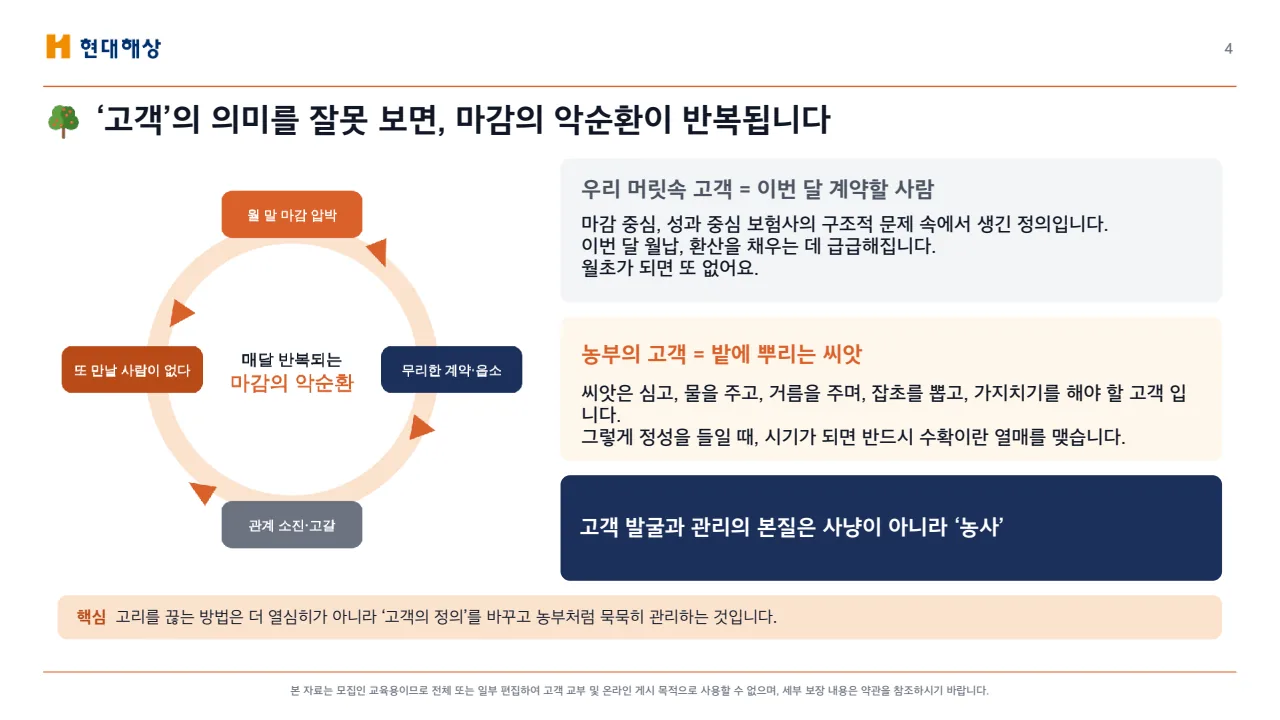 현대해상
4
‘고객’의 의미를 잘못 보면, 마감의 악순환이 반복됩니다
월 말 마감 압박
또 만날 사람이 없다
매달 반복되는
마감의 악순환
무리한 계약·읍소
관계 소진·고갈
우리 머릿속 고객 = 이번 달 계약할 사람
마감 중심, 성과 중심 보험사의 구조적 문제 속에서 생긴 정의입니다.
이번 달 월납, 환산을 채우는 데 급급해집니다.
월초가 되면 또 없어요.
농부의 고객 = 밭에 뿌리는 씨앗
씨앗은 심고, 물을 주고, 거름을 주며, 잡초를 뽑고, 가지치기를 해야 할 고객 입
니다.
그렇게 정성을 들일 때, 시기가 되면 반드시 수확이란 열매를 맺습니다.
고객 발굴과 관리의 본질은 사냥이 아니라 ‘농사’
핵심 고리를 끊는 방법은 더 열심히가 아니라 ‘고객의 정의’를 바꾸고 농부처럼 묵묵히 관리하는 것입니다.
본 자료는 모집인 교육용이므로 전체 또는 일부 편집하여 고객 교부 및 온라인 게시 목적으로 사용할 수 없으며, 세부 보장 내용은 약관을 참조하시기 바랍니다.